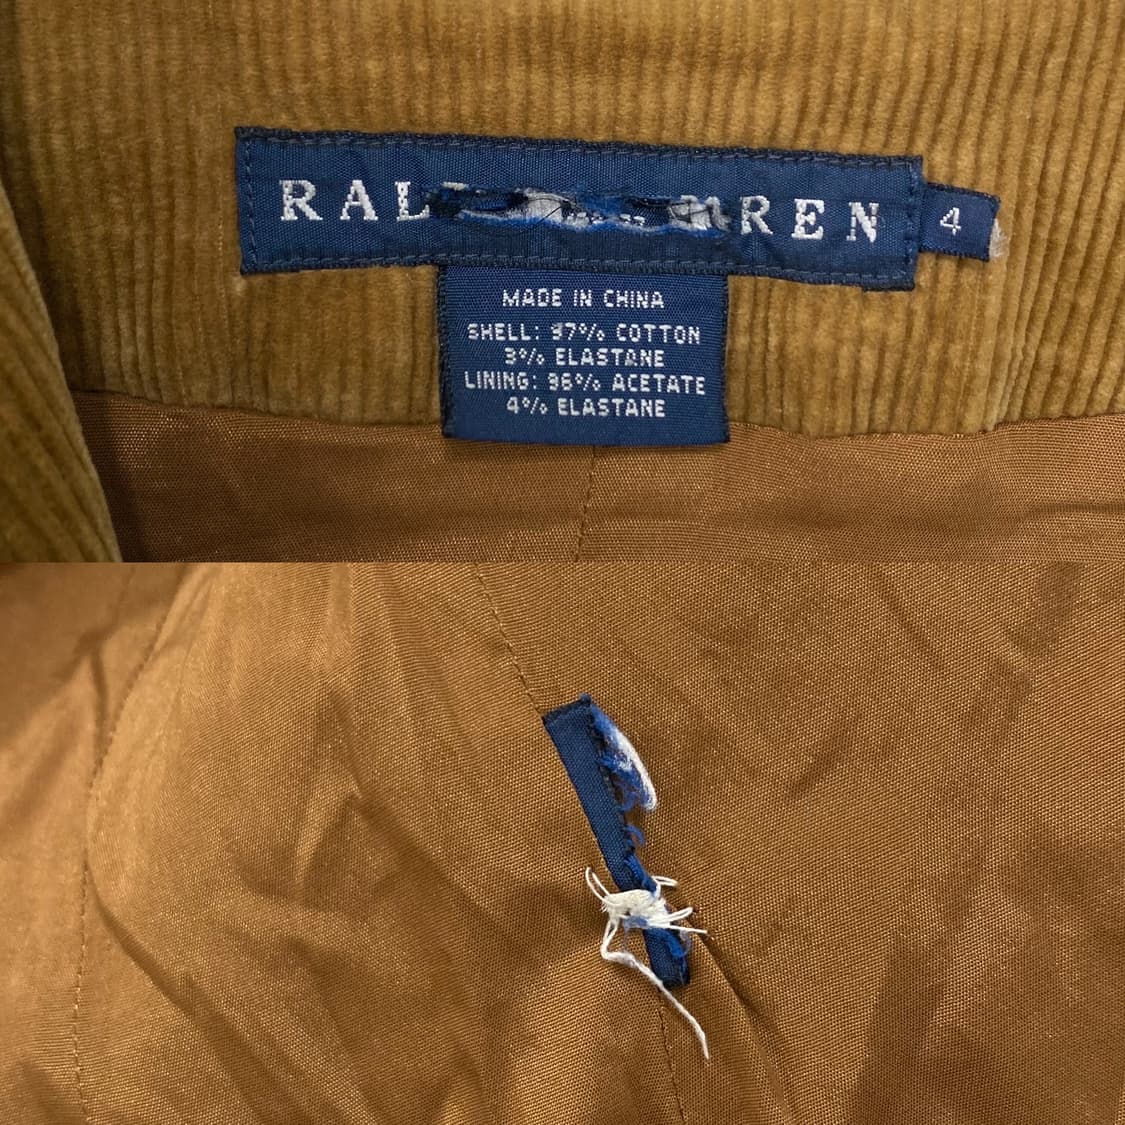 RAL REN
4
MADE IN CHINA
SHELL: 97% COTTON
3% ELASTANE
LINING: 96% ACETATE
4% ELASTANE